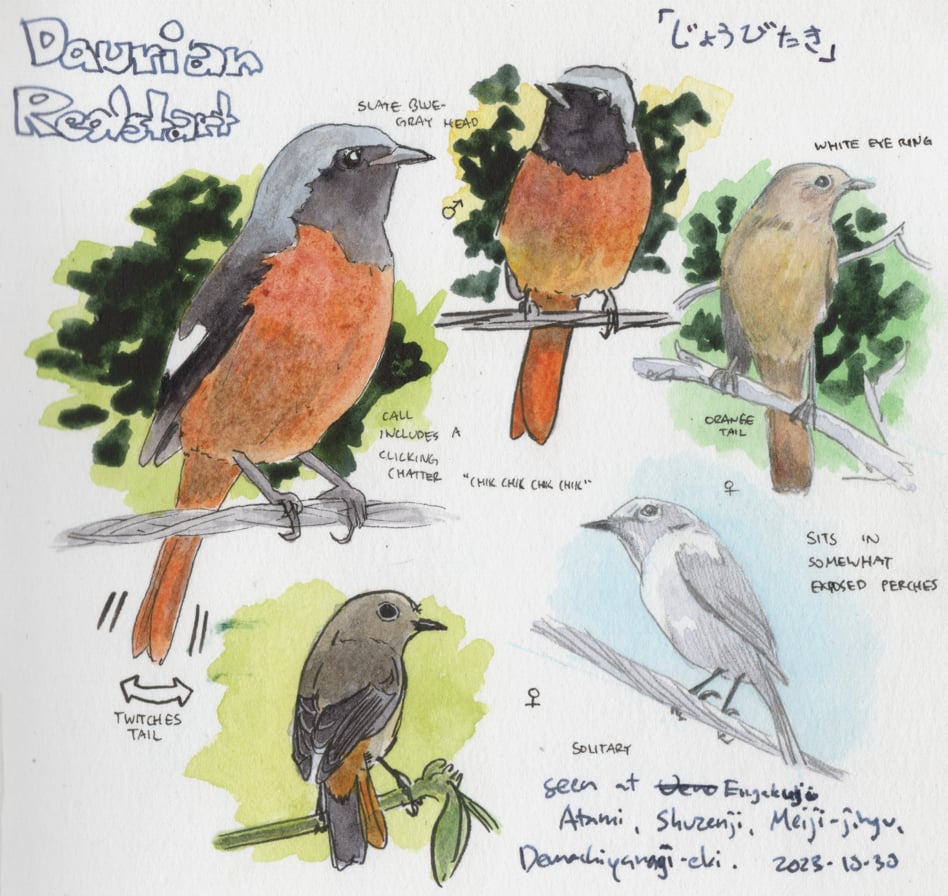 Daurian
Redstart
「じょうびたき」
SLATE BLUE-
GRAY HEAD
♂
WHITE EYE RING
CALL
INCLUDES A
CLICKING
CHATTER "CHIK CHIK CHIK CHIK"
ORANGE
TAIL
♀
SITS IN
SOMEWHAT
EXPOSED PERCHES
TWITCHES
TAIL
♀
SOLITARY
seen at Ueno Engakuji
Atami, Shuzenji, Meiji-jingu,
Demachiyanagi-eki. 2023-10-30